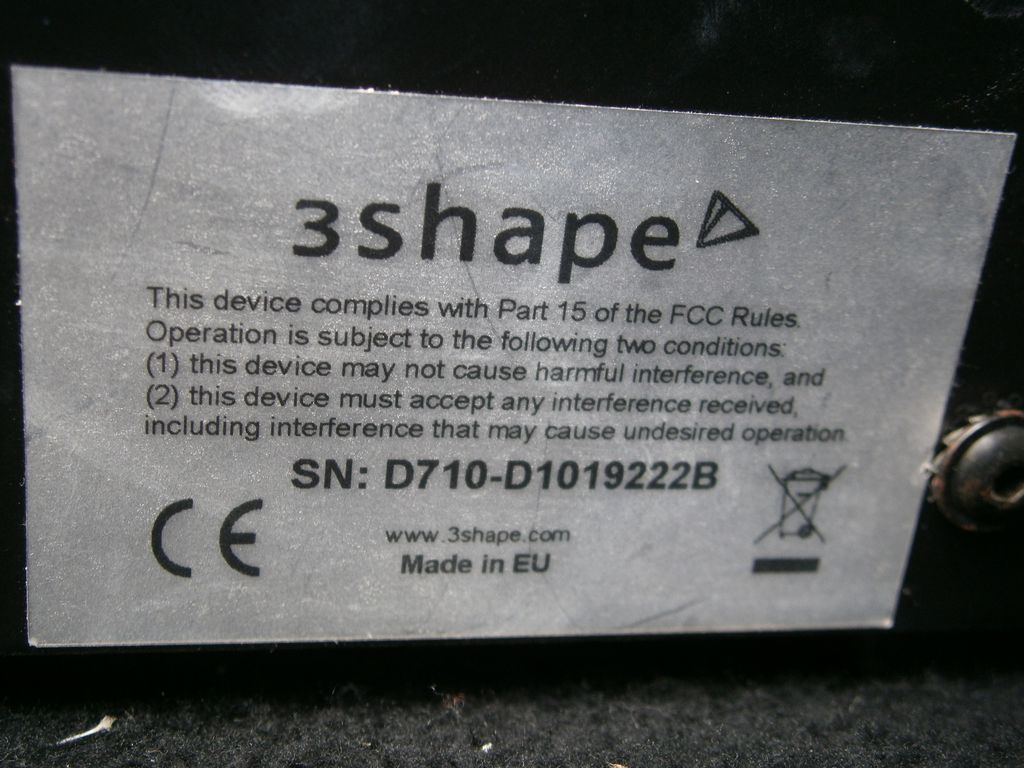 3shape
This device complies with Part 15 of the FCC Rules.
Operation is subject to the following two conditions:
(1) this device may not cause harmful interference, and
(2) this device must accept any interference received,
including interference that may cause undesired operation.
SN: D710-D1019222B
CE
www.3shape.com
Made in EU